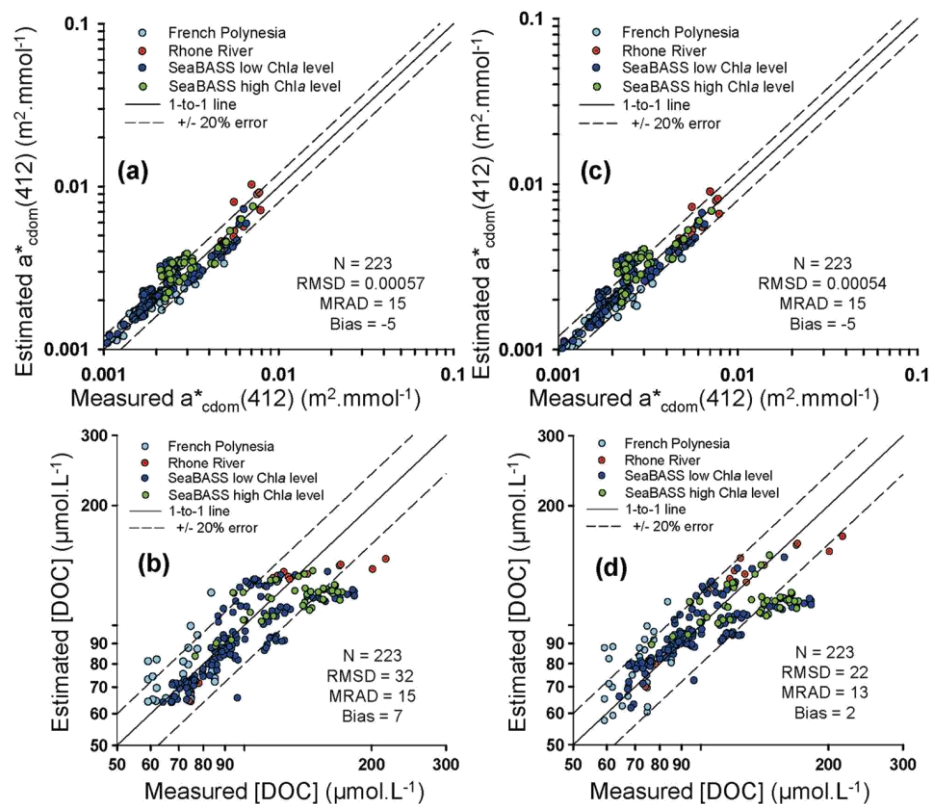 (a)
French Polynesia
Rhone River
SeaBASS low Chla level
SeaBASS high Chla level
1-to-1 line
+/- 20% error
N = 223
RMSD = 0.00057
MRAD = 15
Bias = -5
0.1
0.01
0.001
Estimated a*cdom(412) (m².mmol⁻¹)
0.001
0.01
0.1
Measured a*cdom(412) (m².mmol⁻¹)
(c)
French Polynesia
Rhone River
SeaBASS low Chla level
SeaBASS high Chla level
1-to-1 line
+/- 20% error
N = 223
RMSD = 0.00054
MRAD = 15
Bias = -5
0.1
0.01
0.001
Estimated a*cdom(412) (m².mmol⁻¹)
0.001
0.01
0.1
Measured a*cdom(412) (m².mmol⁻¹)
(b)
French Polynesia
Rhone River
SeaBASS low Chla level
SeaBASS high Chla level
1-to-1 line
+/- 20% error
N = 223
RMSD = 32
MRAD = 15
Bias = 7
300
200
90
80
70
60
50
Estimated [DOC] (µmol.L⁻¹)
50 60 70 80 90 200 300
Measured [DOC] (µmol.L⁻¹)
(d)
French Polynesia
Rhone River
SeaBASS low Chla level
SeaBASS high Chla level
1-to-1 line
+/- 20% error
N = 223
RMSD = 22
MRAD = 13
Bias = 2
300
200
90
80
70
60
50
Estimated [DOC] (µmol.L⁻¹)
50 60 70 80 90 200 300
Measured [DOC] (µmol.L⁻¹)